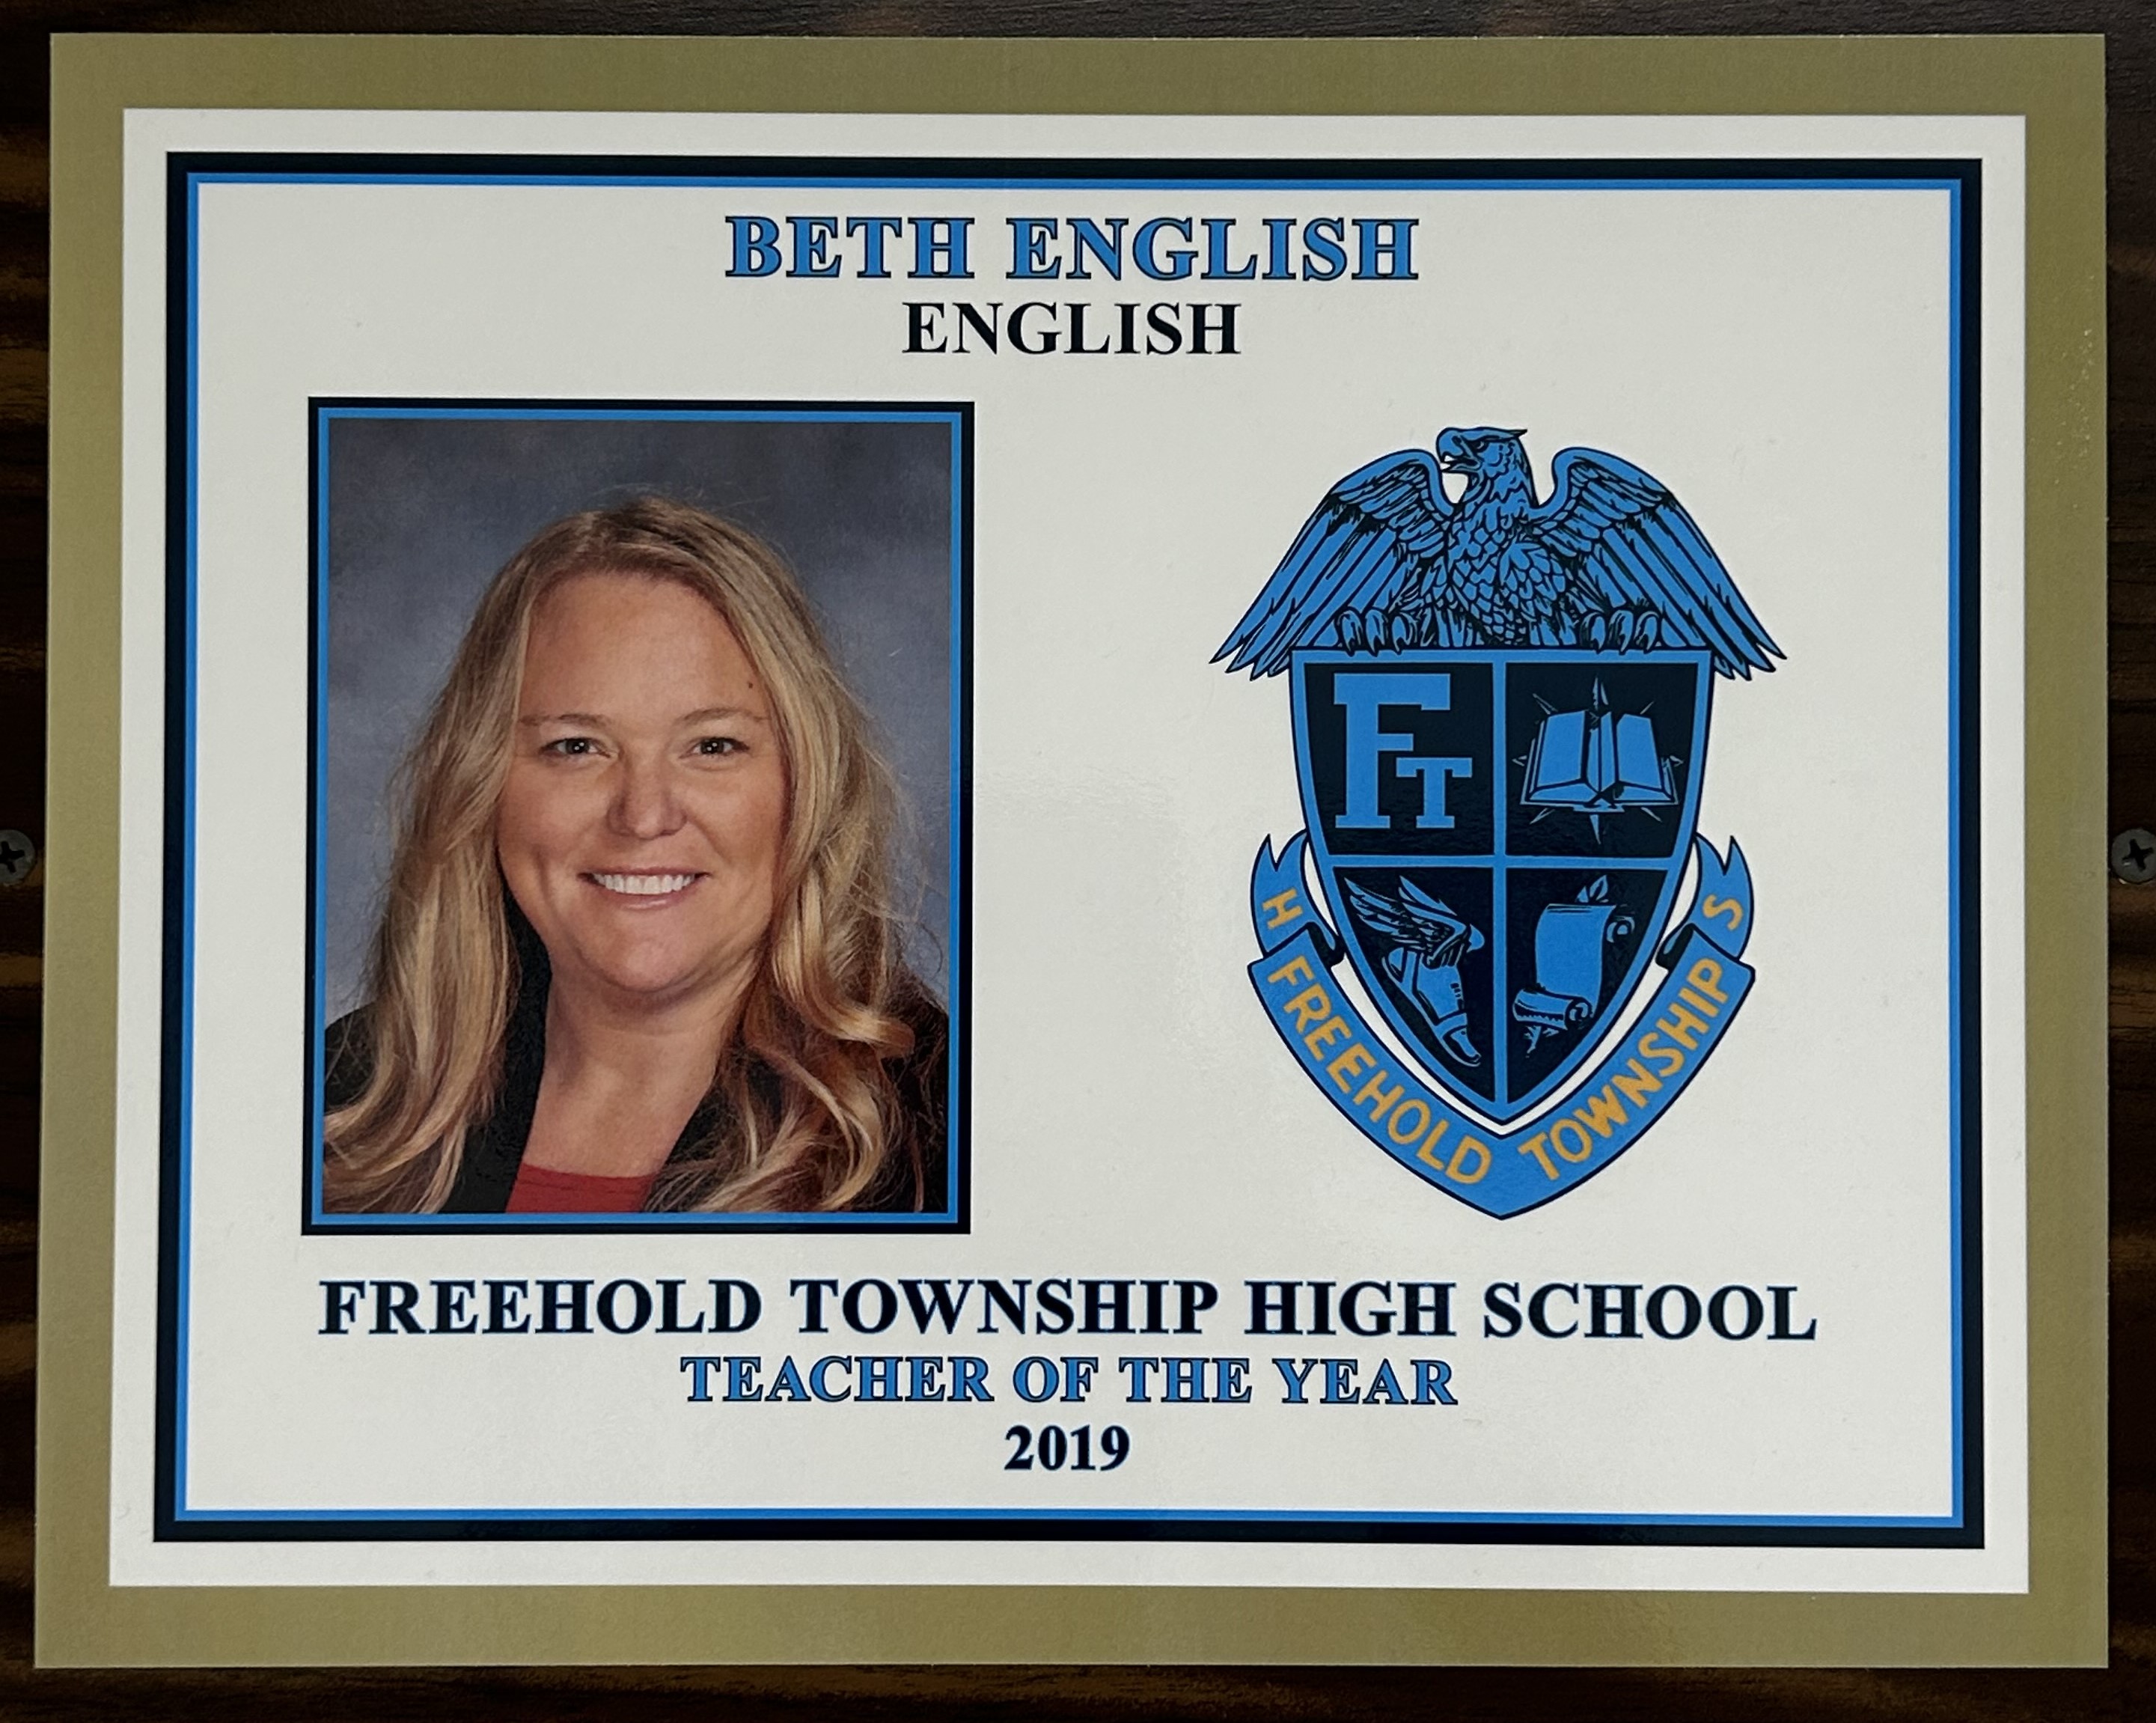 BETH ENGLISH
ENGLISH
FT
H S
FREEHOLD TOWNSHIP
FREEHOLD TOWNSHIP HIGH SCHOOL
TEACHER OF THE YEAR
2019